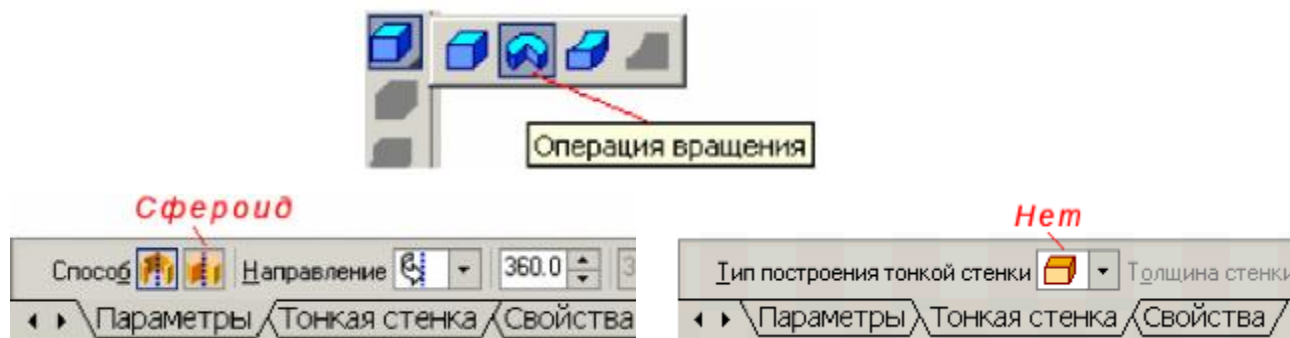 Операция вращения
Сфероид
Способ Направление 360.0
Параметры Тонкая стенка Свойства
Нет
Тип построения тонкой стенки Толщина стенки
Параметры Тонкая стенка Свойства